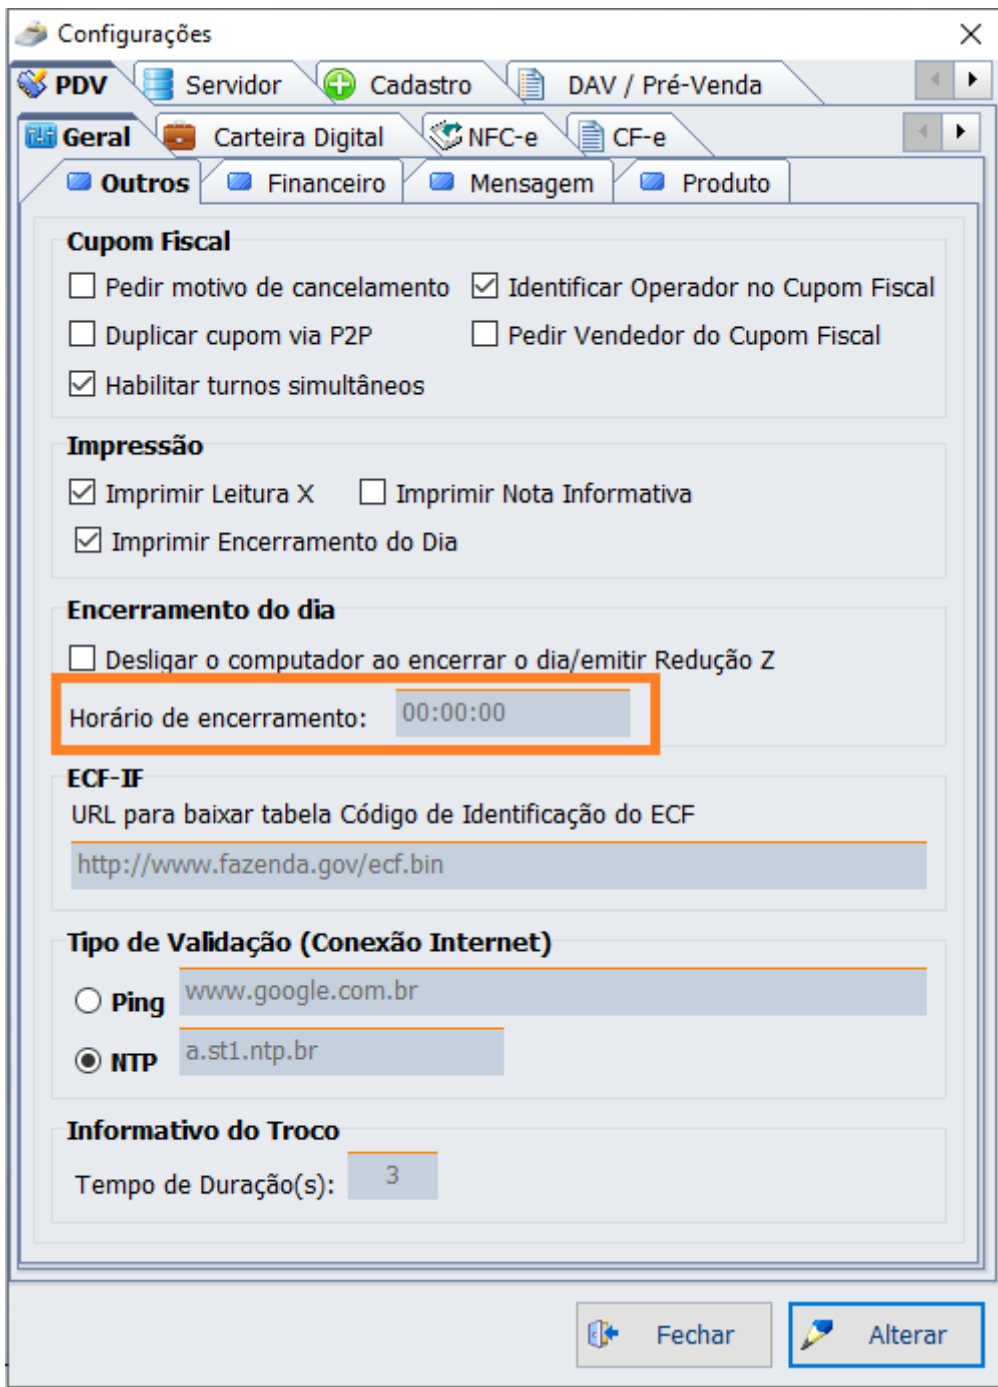 Configurações
PDV Servidor Cadastro DAV / Pré-Venda
Geral Carteira Digital NFC-e CF-e
Outros Financeiro Mensagem Produto
Cupom Fiscal
Pedir motivo de cancelamento Identificar Operador no Cupom Fiscal
Duplicar cupom via P2P Pedir Vendedor do Cupom Fiscal
Habilitar turnos simultâneos
Impressão
Imprimir Leitura X Imprimir Nota Informativa
Imprimir Encerramento do Dia
Encerramento do dia
Desligar o computador ao encerrar o dia/emitir Redução Z
Horário de encerramento: 00:00:00
ECF-IF
URL para baixar tabela Código de Identificação do ECF
http://www.fazenda.gov/ecf.bin
Tipo de Validação (Conexão Internet)
Ping www.google.com.br
NTP a.st1.ntp.br
Informativo do Troco
Tempo de Duração(s): 3
Fechar Alterar